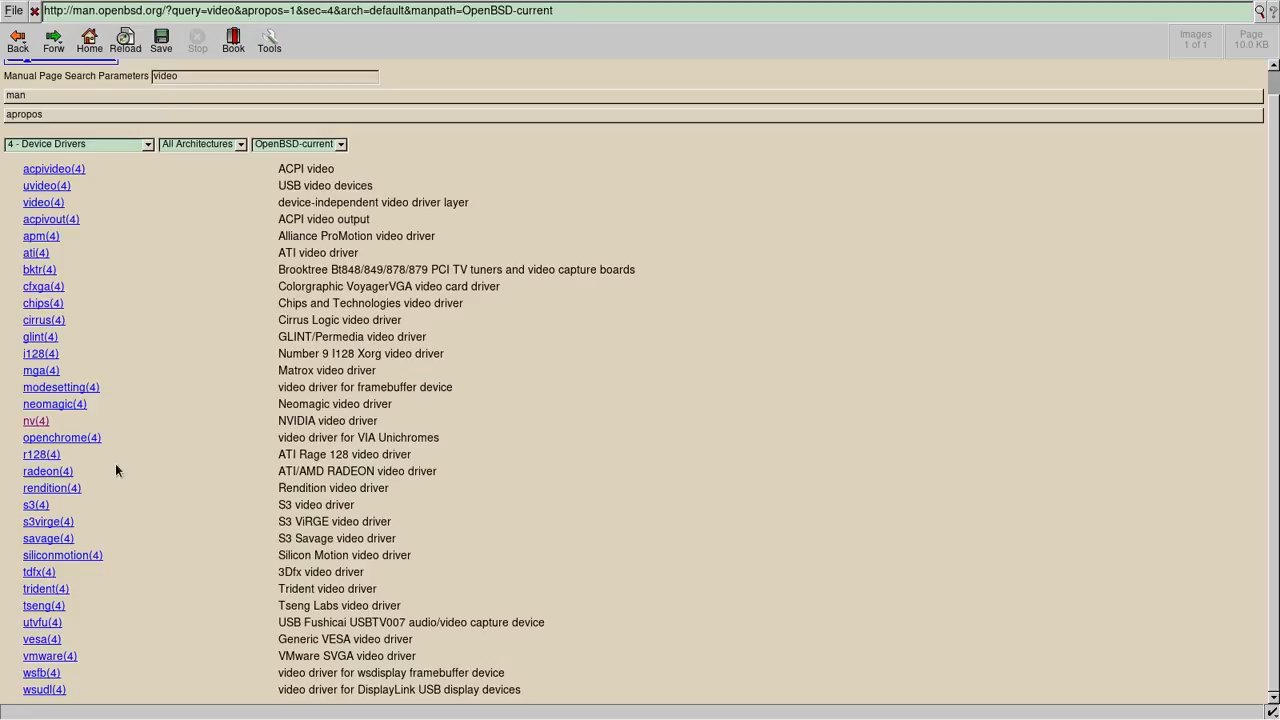 File http://man.openbsd.org/?query=video&apropos=1&sec=4&arch=default&manpath=OpenBSD-current ?
Back Forw Home Reload Save Stop Book Tools
Images
1 of 1
Page
10.0 KB
Manual Page Search Parameters video
man
apropos
4 - Device Drivers All Architectures OpenBSD-current
acpivideo(4) ACPI video
uvideo(4) USB video devices
video(4) device-independent video driver layer
acpivout(4) ACPI video output
apm(4) Alliance ProMotion video driver
ati(4) ATI video driver
bktr(4) Brooktree Bt848/849/878/879 PCI TV tuners and video capture boards
cfxga(4) Colorgraphic VoyagerVGA video card driver
chips(4) Chips and Technologies video driver
cirrus(4) Cirrus Logic video driver
glint(4) GLINT/Permedia video driver
i128(4) Number 9 I128 Xorg video driver
mga(4) Matrox video driver
modesetting(4) video driver for framebuffer device
neomagic(4) Neomagic video driver
nv(4) NVIDIA video driver
openchrome(4) video driver for VIA Unichromes
r128(4) ATI Rage 128 video driver
radeon(4) ATI/AMD RADEON video driver
rendition(4) Rendition video driver
s3(4) S3 video driver
s3virge(4) S3 ViRGE video driver
savage(4) S3 Savage video driver
siliconmotion(4) Silicon Motion video driver
tdfx(4) 3Dfx video driver
trident(4) Trident video driver
tseng(4) Tseng Labs video driver
utvfu(4) USB Fushicai USBTV007 audio/video capture device
vesa(4) Generic VESA video driver
vmware(4) VMware SVGA video driver
wsfb(4) video driver for wsdisplay framebuffer device
wsudl(4) video driver for DisplayLink USB display devices